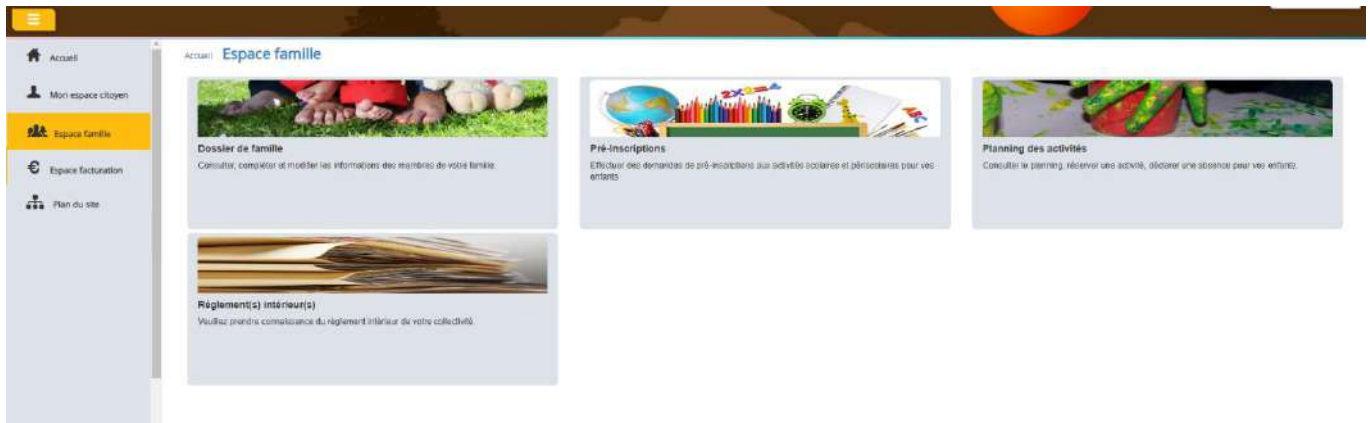 Accueil
Mon espace citoyen
Espace famille
Espace facturation
Plan du site
Accueil Espace famille
Dossier de famille
Consulter, compléter et modifier les informations des membres de votre famille.
2x2=4
ABC
Pré-inscriptions
Effectuer des demandes de pré-inscriptions aux activités scolaires et périscolaires pour vos
enfants
Planning des activités
Consulter le planning, réserver une activité, déclarer une absence pour vos enfants.
Règlement(s) intérieur(s)
Veuillez prendre connaissance du règlement intérieur de votre collectivité.